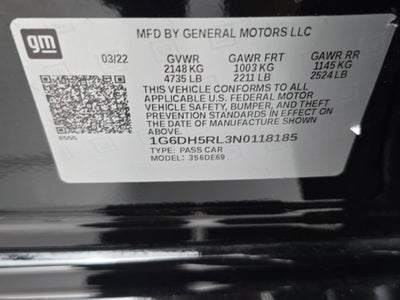 gm
MFD BY GENERAL MOTORS LLC
03/22 GVWR GAWR FRT GAWR RR
2148 KG 1003 KG 1145 KG
4735 LB 2211 LB 2524 LB
THIS VEHICLE CONFORMS TO ALL
APPLICABLE U.S. FEDERAL MOTOR
VEHICLE SAFETY, BUMPER, AND THEFT
PREVENTION STANDARDS IN EFFECT ON
THE DATE OF MANUFACTURE SHOWN ABOVE.
1G6DH5RL3N0118185
TYPE: PASS CAR
MODEL: 356DE69